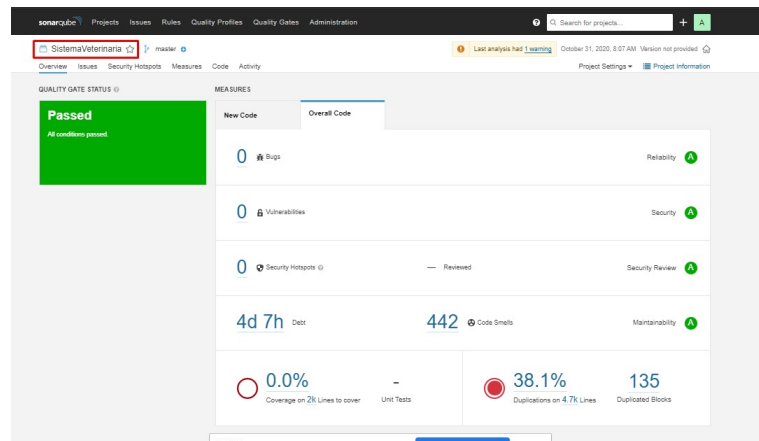 sonarqube Projects Issues Rules Quality Profiles Quality Gates Administration Search for projects... A
SistemaVeterinaria master Last analysis had 1 warning October 31, 2020, 8:07 AM Version not provided
Overview Issues Security Hotspots Measures Code Activity Project Settings Project Information
QUALITY GATE STATUS MEASURES
Passed
All conditions passed.
New Code Overall Code
0 Bugs Reliability A
0 Vulnerabilities Security A
0 Security Hotspots — Reviewed Security Review A
4d 7h Debt 442 Code Smells Maintainability A
0.0% - 38.1% 135
Coverage on 2k Lines to cover Unit Tests Duplications on 4.7k Lines Duplicated Blocks